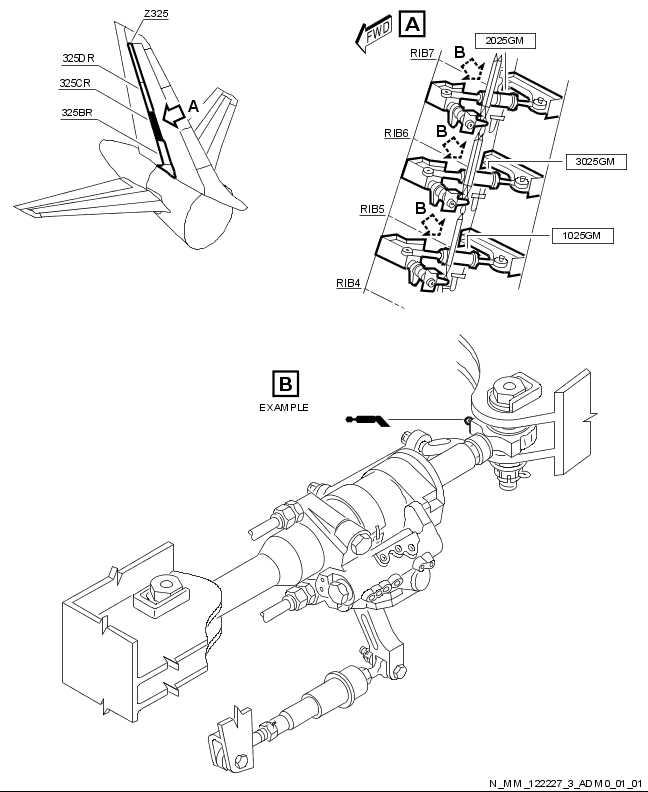 Z325
325DR
325CR
325BR
A
FWD
A
2025GM
RIB7
B
RIB6
B
3025GM
RIB5
B
1025GM
RIB4
B
EXAMPLE
N_MM_122227_3_ADM0_01_01